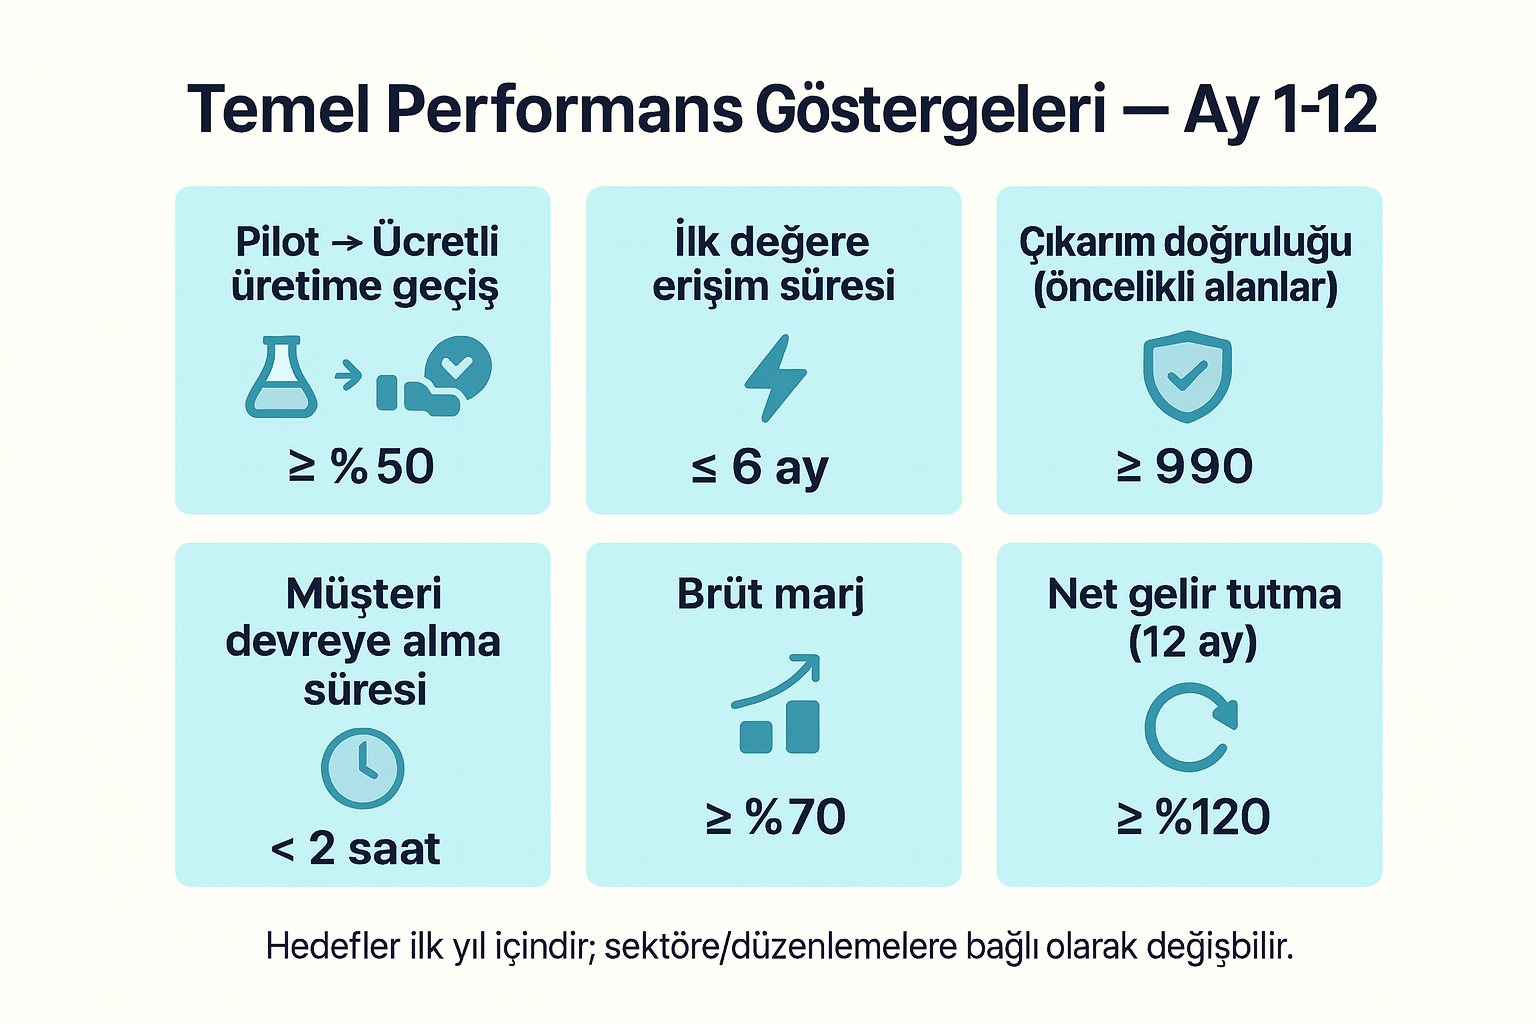 Temel Performans Göstergeleri — Ay 1-12
Pilot → Ücretli
üretime geçiş
≥ %50
İlk değere
erişim süresi
≤ 6 ay
Çıkarım doğruluğu
(öncelikli alanlar)
≥ 990
Müşteri
devreye alma
süresi
< 2 saat
Brüt marj
≥ %70
Net gelir tutma
(12 ay)
≥ %120
Hedefler ilk yıl içindir; sektöre/düzenlemelere bağlı olarak değişbilir.